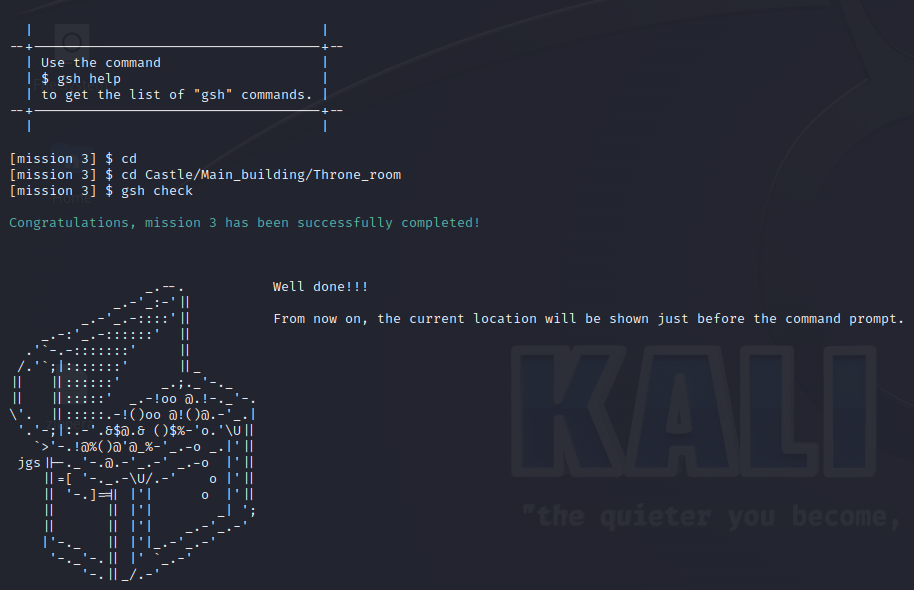 Use the command
$ gsh help
to get the list of "gsh" commands.
[mission 3] $ cd
[mission 3] $ cd Castle/Main_building/Throne_room
[mission 3] $ gsh check
Congratulations, mission 3 has been successfully completed!
Well done!!!
From now on, the current location will be shown just before the command prompt.
jgs
KALI
"the quieter you become,